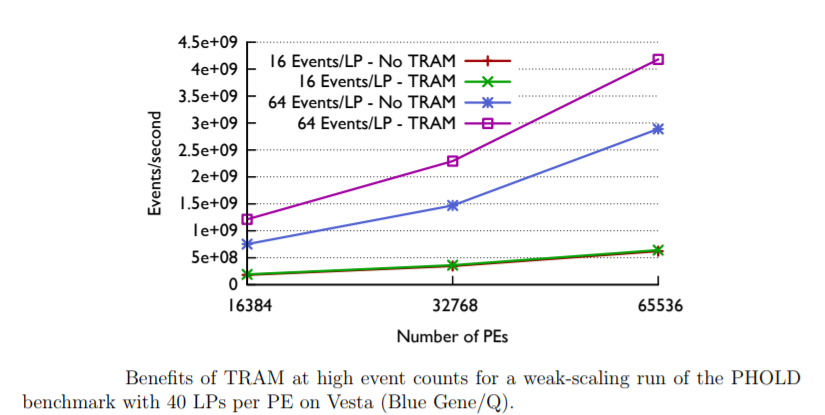 4.5e+09
4e+09
3.5e+09
3e+09
2.5e+09
2e+09
1.5e+09
1e+09
5e+08
0
Events/second
16 Events/LP - No TRAM
16 Events/LP - TRAM
64 Events/LP - No TRAM
64 Events/LP - TRAM
16384 32768 65536
Number of PEs
Benefits of TRAM at high event counts for a weak-scaling run of the PHOLD
benchmark with 40 LPs per PE on Vesta (Blue Gene/Q).